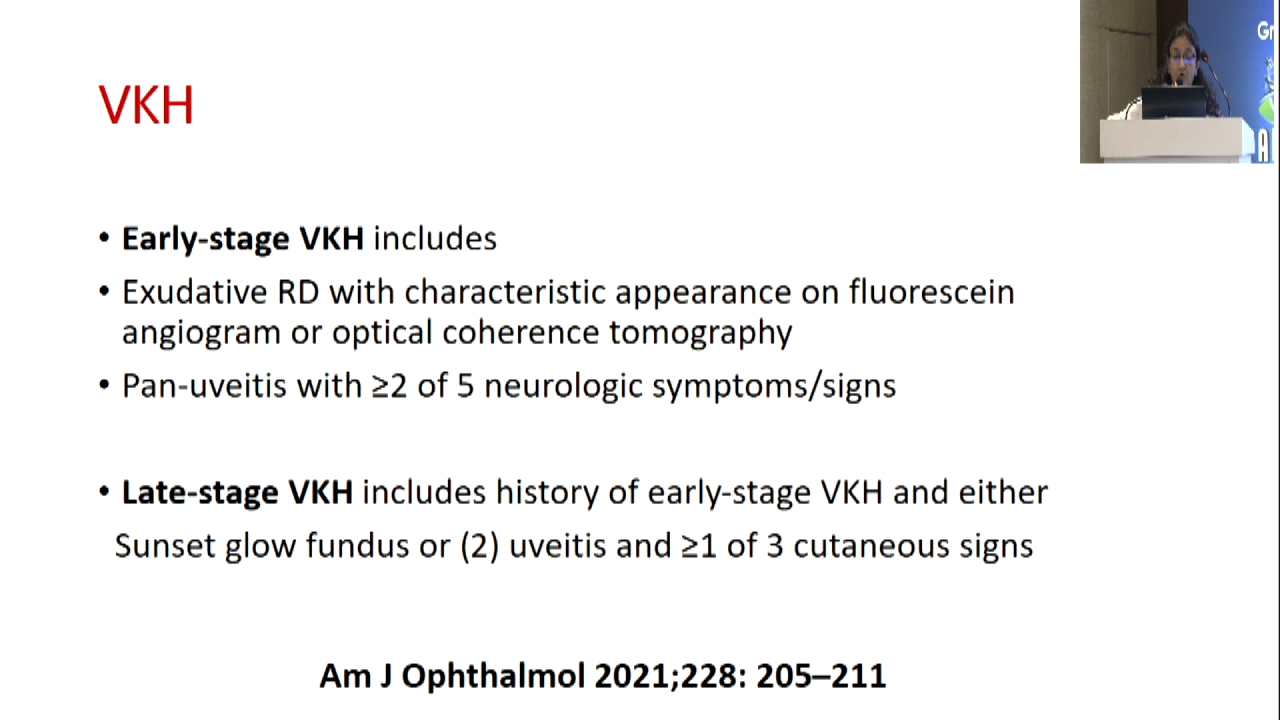 VKH
• Early-stage VKH includes
• Exudative RD with characteristic appearance on fluorescein
angiogram or optical coherence tomography
• Pan-uveitis with ≥2 of 5 neurologic symptoms/signs
• Late-stage VKH includes history of early-stage VKH and either
Sunset glow fundus or (2) uveitis and ≥1 of 3 cutaneous signs
Am J Ophthalmol 2021;228: 205–211